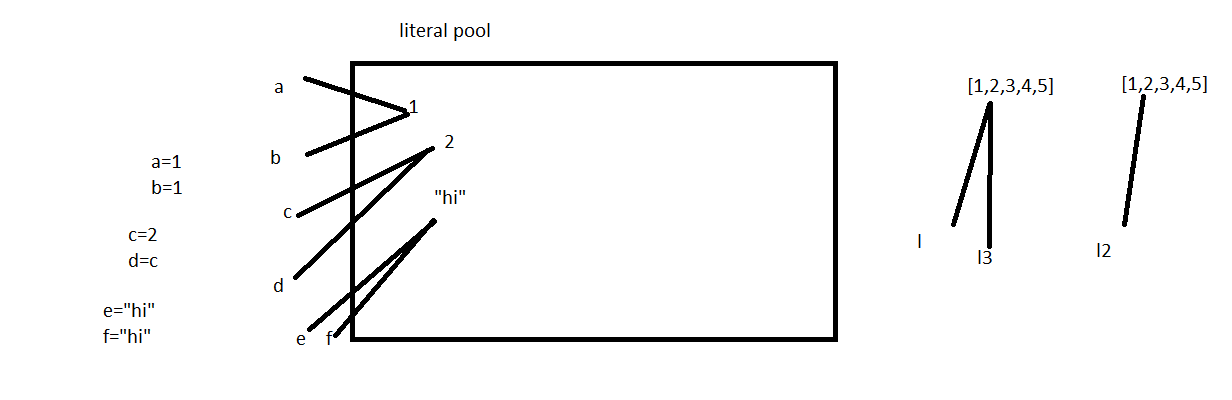 literal pool
a
1
b
2
c
"hi"
d
e f
a=1
b=1
c=2
d=c
e="hi"
f="hi"
[1,2,3,4,5] [1,2,3,4,5]
l
l3
l2